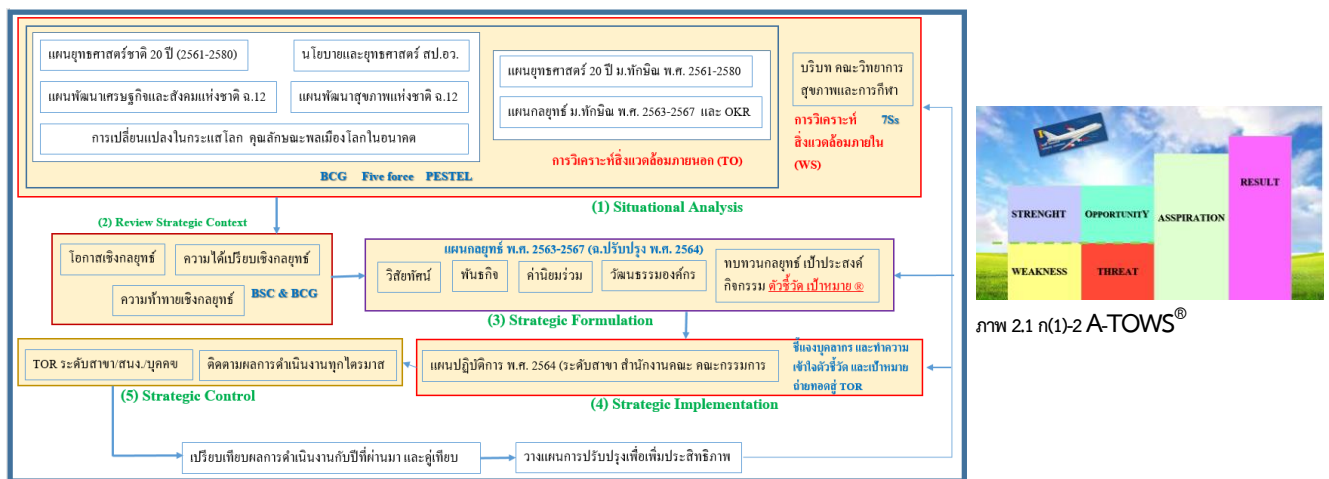 แผนยุทธศาสตร์ชาติ 20 ปี (2561-2580)
นโยบายและยุทธศาสตร์ สป.อว.
แผนพัฒนาเศรษฐกิจและสังคมแห่งชาติ ฉ.12
แผนพัฒนาสุขภาพแห่งชาติ ฉ.12
การเปลี่ยนแปลงในกระแสโลก คุณลักษณะพลเมืองโลกในอนาคต
แผนยุทธศาสตร์ 20 ปี ม.ทักษิณ พ.ศ. 2561-2580
แผนกลยุทธ์ ม.ทักษิณ พ.ศ. 2563-2567 และ OKR
การวิเคราะห์สิ่งแวดล้อมภายนอก (TO)
BCG Five force PESTEL
บริบท คณะวิทยาการ
สุขภาพและการกีฬา
การวิเคราะห์ 7Ss
สิ่งแวดล้อมภายใน
(WS)
(1) Situational Analysis
(2) Review Strategic Context
โอกาสเชิงกลยุทธ์
ความได้เปรียบเชิงกลยุทธ์
ความท้าทายเชิงกลยุทธ์
BSC & BCG
แผนกลยุทธ์ พ.ศ. 2563-2567 (ฉ.ปรับปรุง พ.ศ. 2564)
วิสัยทัศน์
พันธกิจ
ค่านิยมร่วม
วัฒนธรรมองค์กร
ทบทวนกลยุทธ์ เป้าประสงค์
กิจกรรม ตัวชี้วัด เป้าหมาย ®
(3) Strategic Formulation
แผนปฏิบัติการ พ.ศ. 2564 (ระดับสาขา สำนักงานคณะ คณะกรรมการ
ชี้แจงบุคลากร และทำความ
เข้าใจตัวชี้วัด และเป้าหมาย
ถ่ายทอดสู่ TOR
(4) Strategic Implementation
TOR ระดับสาขา/สนง./บุคคฃ
ติดตามผลการดำเนินงานทุกไตรมาส
(5) Strategic Control
เปรียบเทียบผลการดำเนินงานกับปีที่ผ่านมา และคู่เทียบ
วางแผนการปรับปรุงเพื่อเพิ่มประสิทธิภาพ
STRENGHT
OPPORTUNITY
ASSPIRATION
RESULT
WEAKNESS
THREAT
ภาพ 2.1 ก(1)-2 A-TOWS®